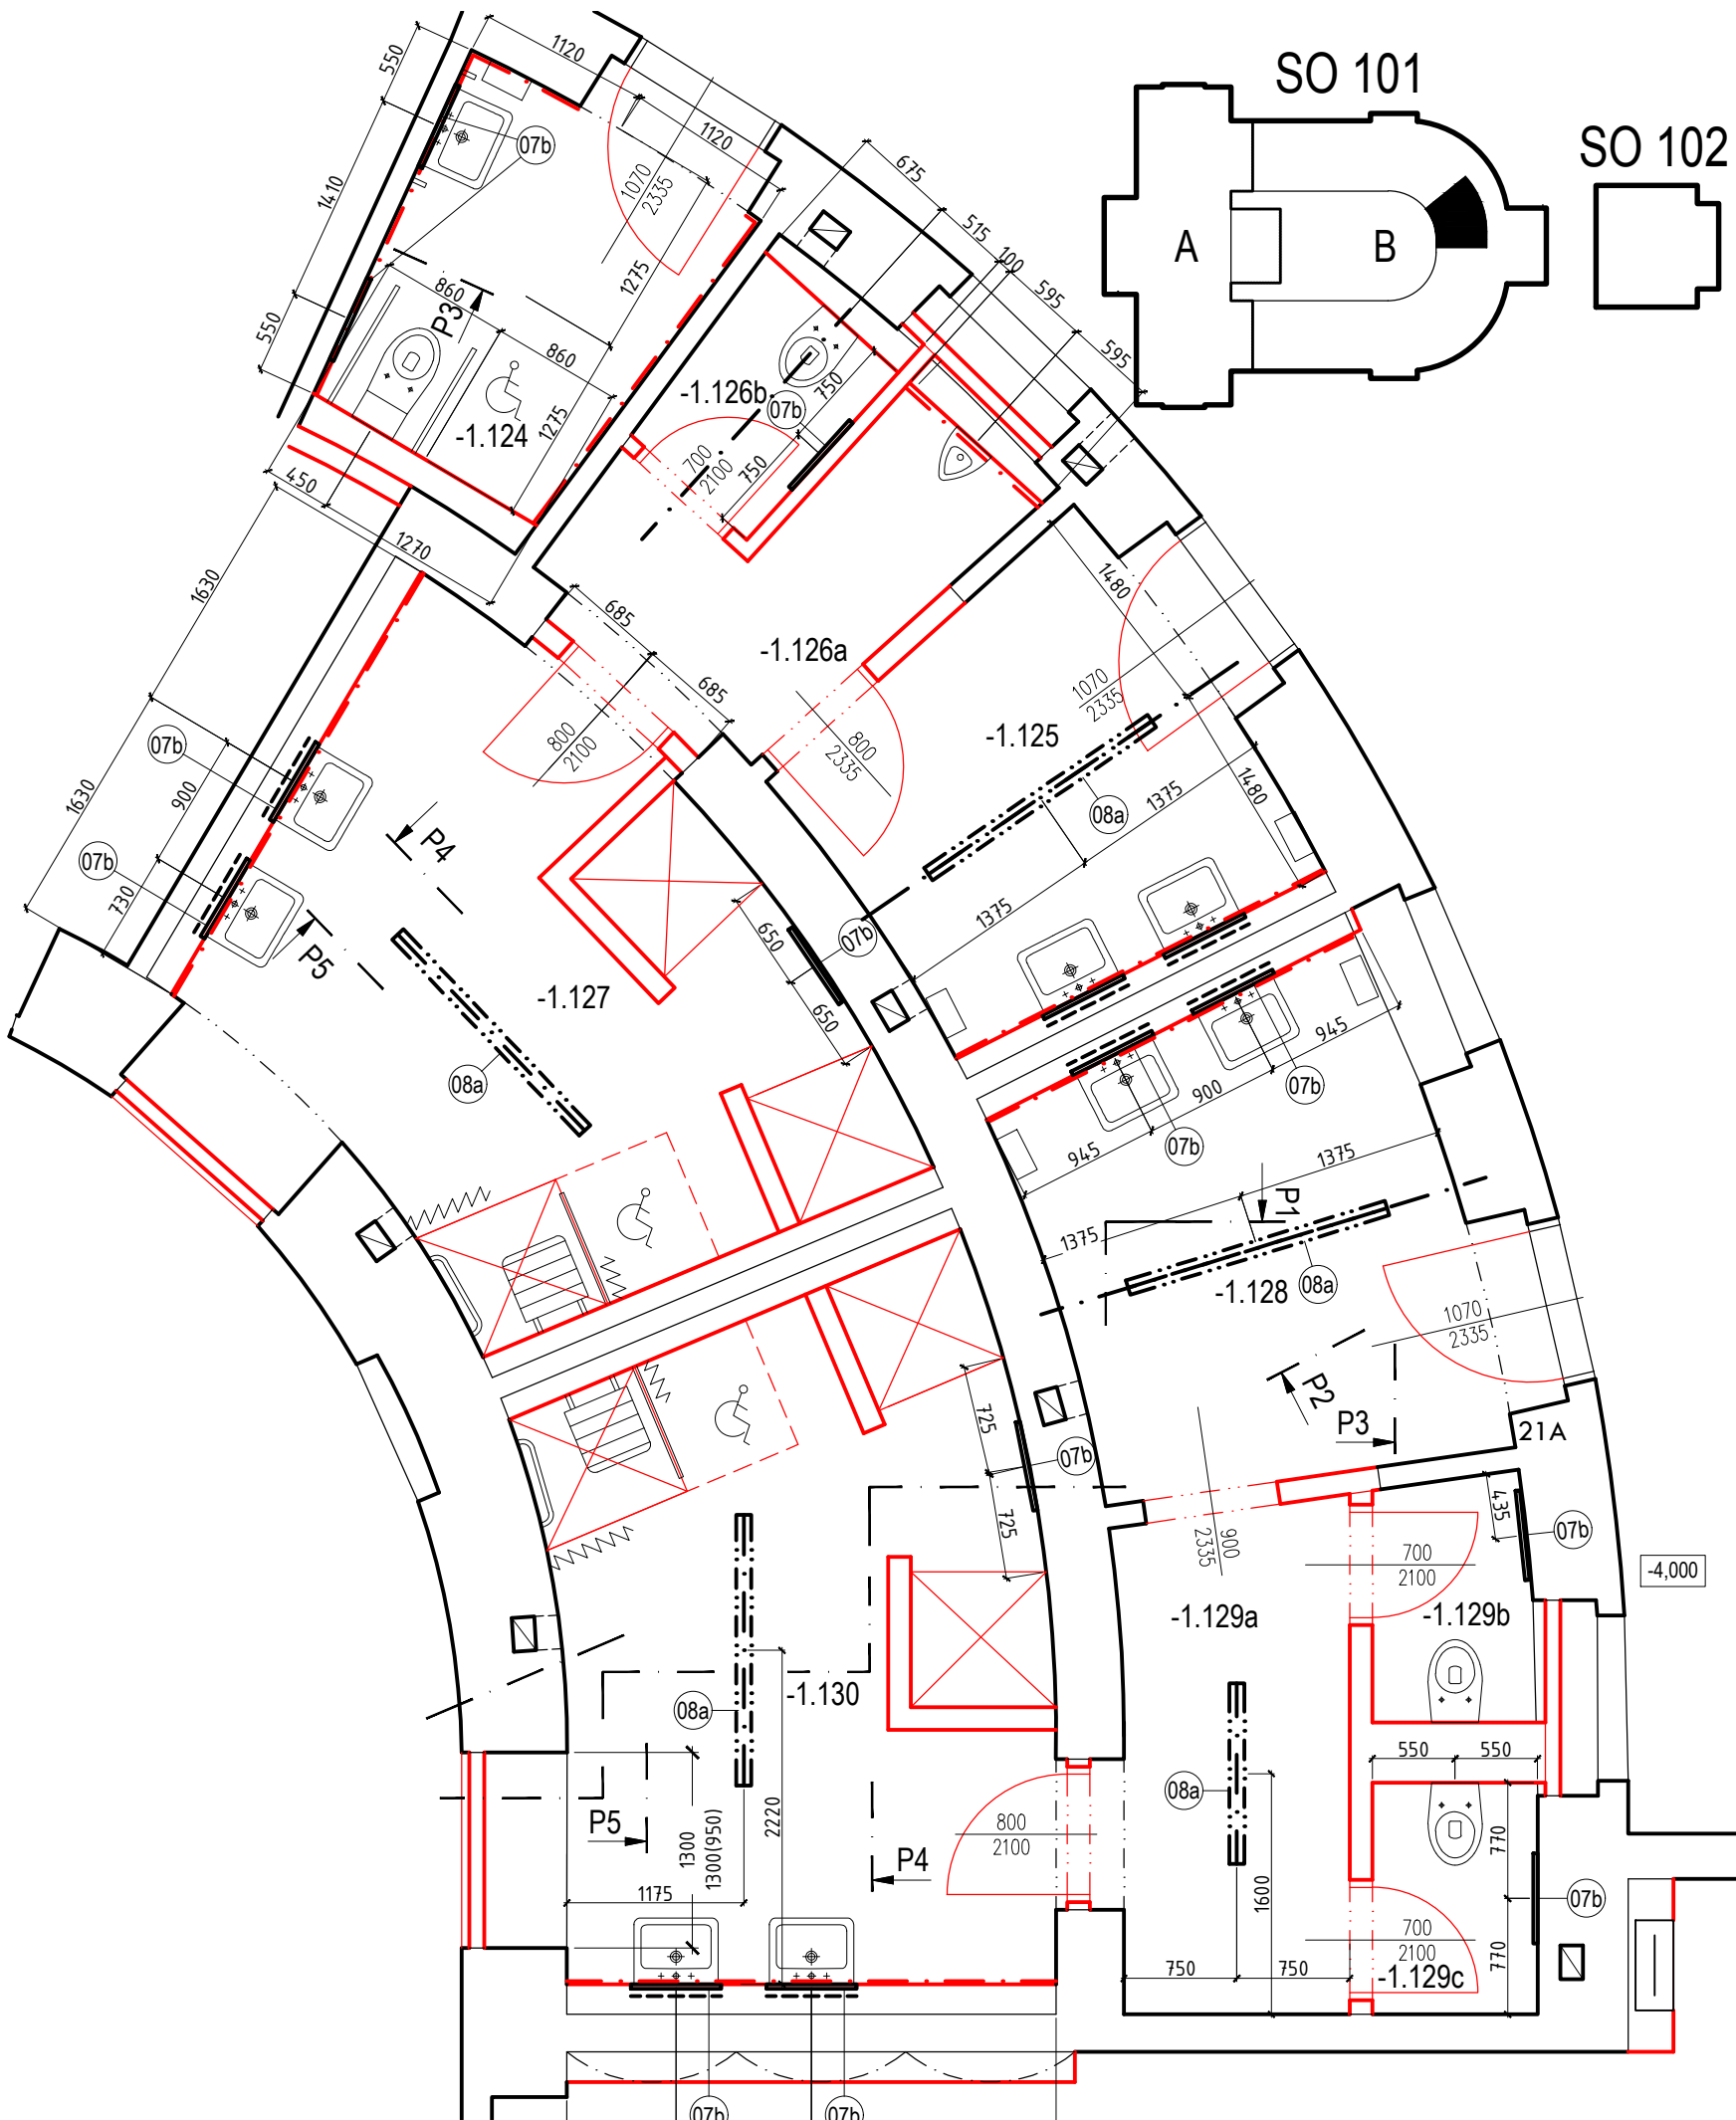 SO 101
SO 102
A
B
550
1120
1120
07b
1070
2335
1410
675
515
100
595
595
P3
860
860
1275
1275
550
-1.124
-1.126b
07b
750
750
700
2100
450
1270
1630
1630
685
685
-1.126a
1480
1480
1070
2335
800
2100
800
2335
-1.125
08a
1375
1375
07b
07b
900
730
P4
P5
-1.127
08a
650
650
07b
945
900
945
07b
07b
1375
1375
P1
-1.128
08a
1070
2335
P2
P3
21A
725
725
07b
435
07b
900
2335
700
2100
-4,000
-1.129a
-1.129b
-1.130
08a
08a
550
550
P5
P4
1300
1300(950)
2220
1175
800
2100
1600
770
770
07b
700
2100
750
750
-1.129c
07b
07b